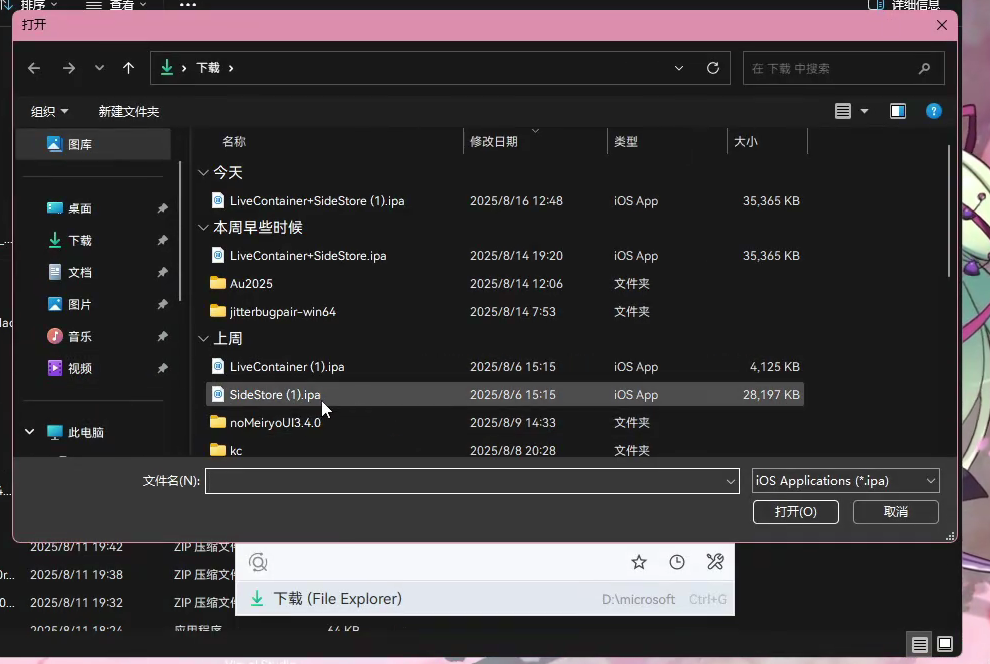 排序 查看 详细信息
打开
下载
在 下载 中搜索
组织 新建文件夹
图库
桌面
下载
文档
图片
音乐
视频
此电脑
名称 修改日期 类型 大小
今天
LiveContainer+SideStore (1).ipa 2025/8/16 12:48 iOS App 35,365 KB
本周早些时候
LiveContainer+SideStore.ipa 2025/8/14 19:20 iOS App 35,365 KB
Au2025 2025/8/14 12:06 文件夹
jitterbugpair-win64 2025/8/14 7:53 文件夹
上周
LiveContainer (1).ipa 2025/8/6 15:15 iOS App 4,125 KB
SideStore (1).ipa 2025/8/6 15:15 iOS App 28,197 KB
noMeiryoUI3.4.0 2025/8/9 14:33 文件夹
kc 2025/8/8 20:28 文件夹
文件名(N): iOS Applications (*.ipa)
打开(O) 取消
2025/8/11 19:42 ZIP 压缩文件
2025/8/11 19:38 ZIP 压缩文件
下载 (File Explorer) D:\microsoft Ctrl+G
2025/8/11 19:32 ZIP 压缩文件
2025/8/11 18:24 应用程序 64 KB